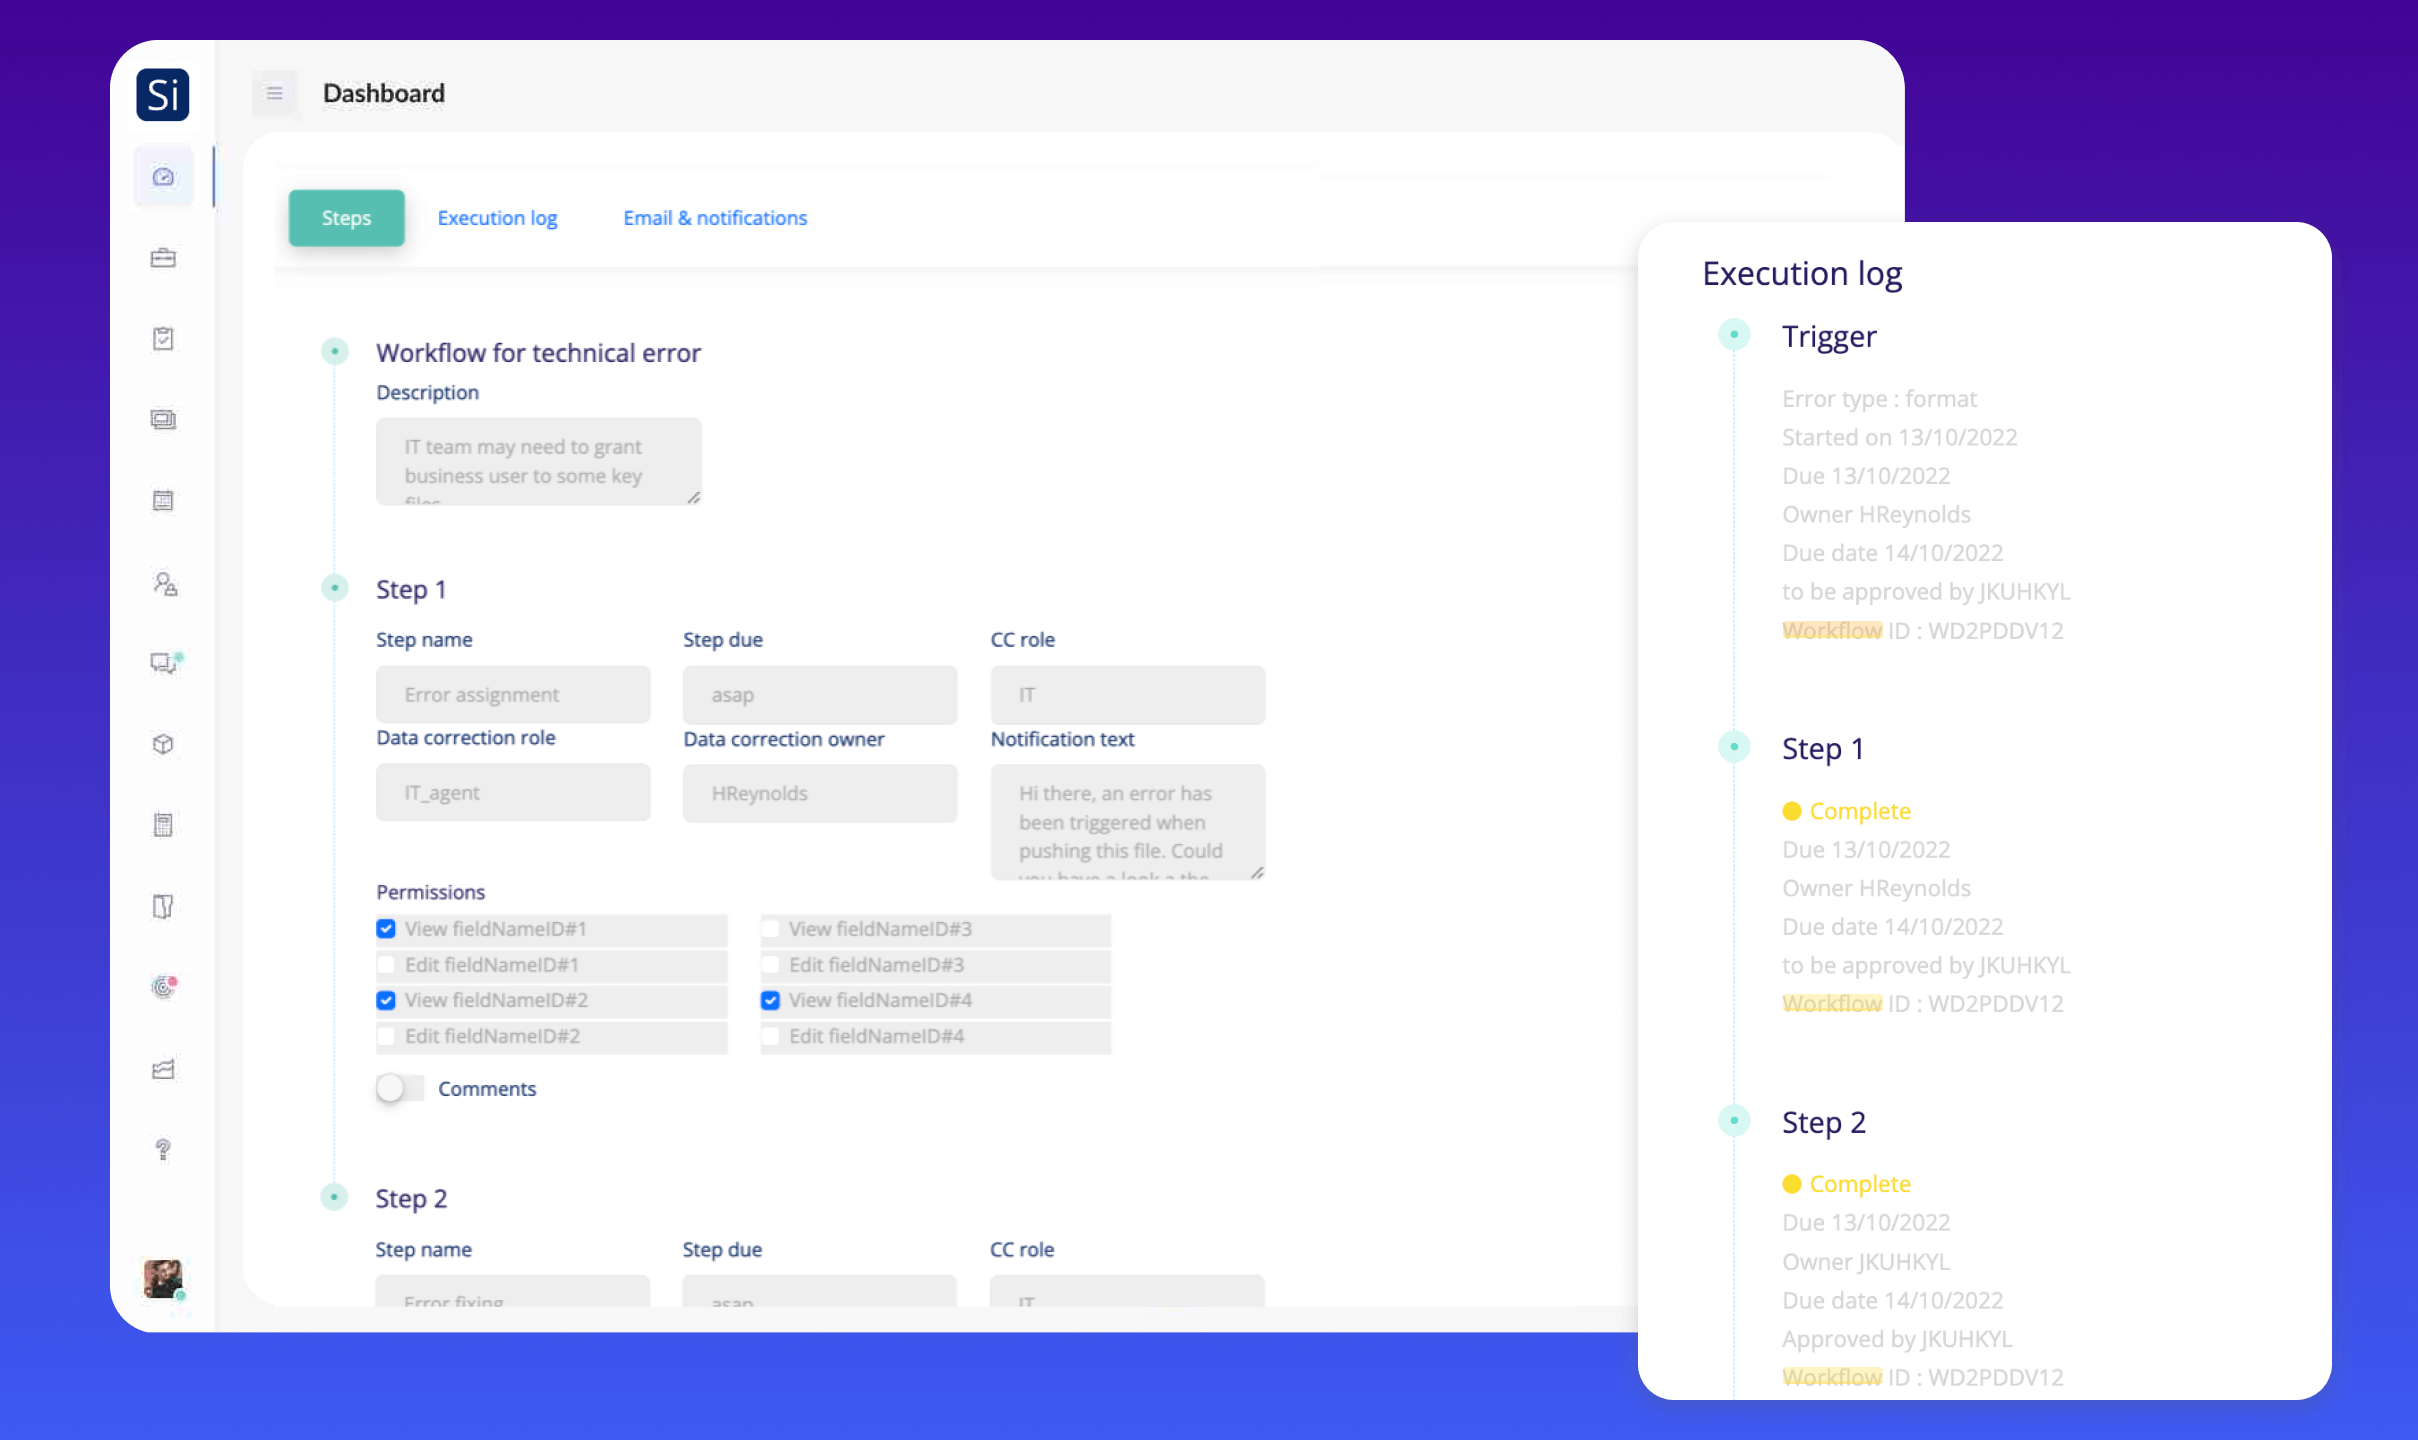 Si
Dashboard
Steps
Execution log
Email & notifications
Workflow for technical error
Description
IT team may need to grant
business user to some key
files
Step 1
Step name
Step due
CC role
Error assignment
asap
IT
Data correction role
Data correction owner
Notification text
IT_agent
HReynolds
Hi there, an error has
been triggered when
pushing this file. Could
you have a look a the
Permissions
View fieldNameID#1
View fieldNameID#3
Edit fieldNameID#1
Edit fieldNameID#3
View fieldNameID#2
View fieldNameID#4
Edit fieldNameID#2
Edit fieldNameID#4
Comments
Step 2
Step name
Step due
CC role
Error fixing
asap
IT
Execution log
Trigger
Error type : format
Started on 13/10/2022
Due 13/10/2022
Owner HReynolds
Due date 14/10/2022
to be approved by JKUHKYL
Workflow ID : WD2PDDV12
Step 1
Complete
Due 13/10/2022
Owner HReynolds
Due date 14/10/2022
to be approved by JKUHKYL
Workflow ID : WD2PDDV12
Step 2
Complete
Due 13/10/2022
Owner JKUHKYL
Due date 14/10/2022
Approved by JKUHKYL
Workflow ID : WD2PDDV12